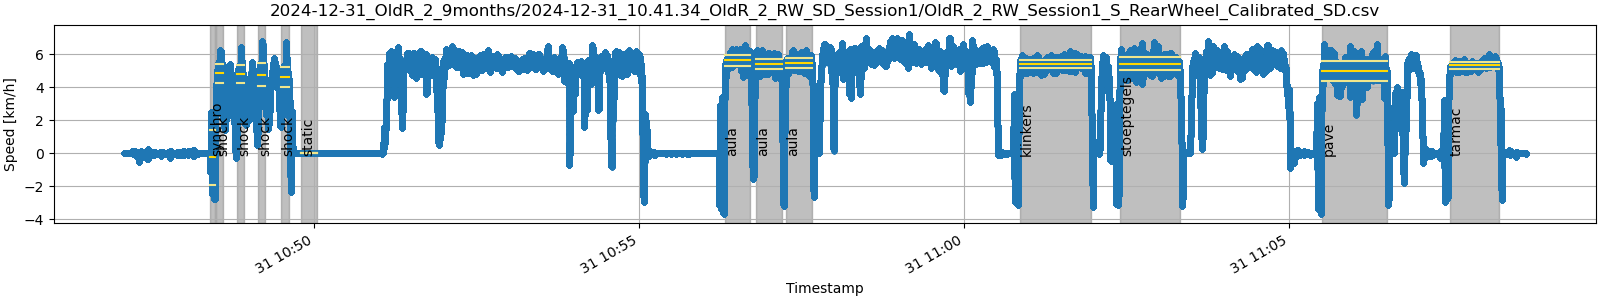 2024-12-31_OldR_2_9months/2024-12-31_10.41.34_OldR_2_RW_SD_Session1/OldR_2_RW_Session1_S_RearWheel_Calibrated_SD.csv
Speed [km/h]
6
4
2
0
−2
−4
synchro
shock
shock
shock
shock
static
aula
aula
aula
klinkers
stoeptegels
pave
tarmac
31 10:50
31 10:55
31 11:00
31 11:05
Timestamp